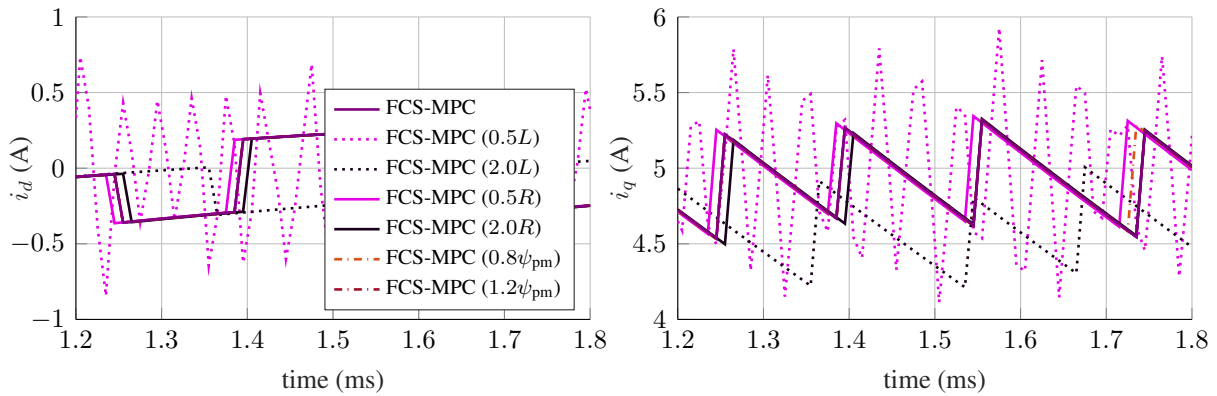 1
0.5
0
−0.5
−1
i_d (A)
1.2 1.3 1.4 1.5 1.6 1.7 1.8
time (ms)
FCS-MPC
FCS-MPC (0.5L)
FCS-MPC (2.0L)
FCS-MPC (0.5R)
FCS-MPC (2.0R)
FCS-MPC (0.8ψ_pm)
FCS-MPC (1.2ψ_pm)
6
5.5
5
4.5
4
i_q (A)
1.2 1.3 1.4 1.5 1.6 1.7 1.8
time (ms)